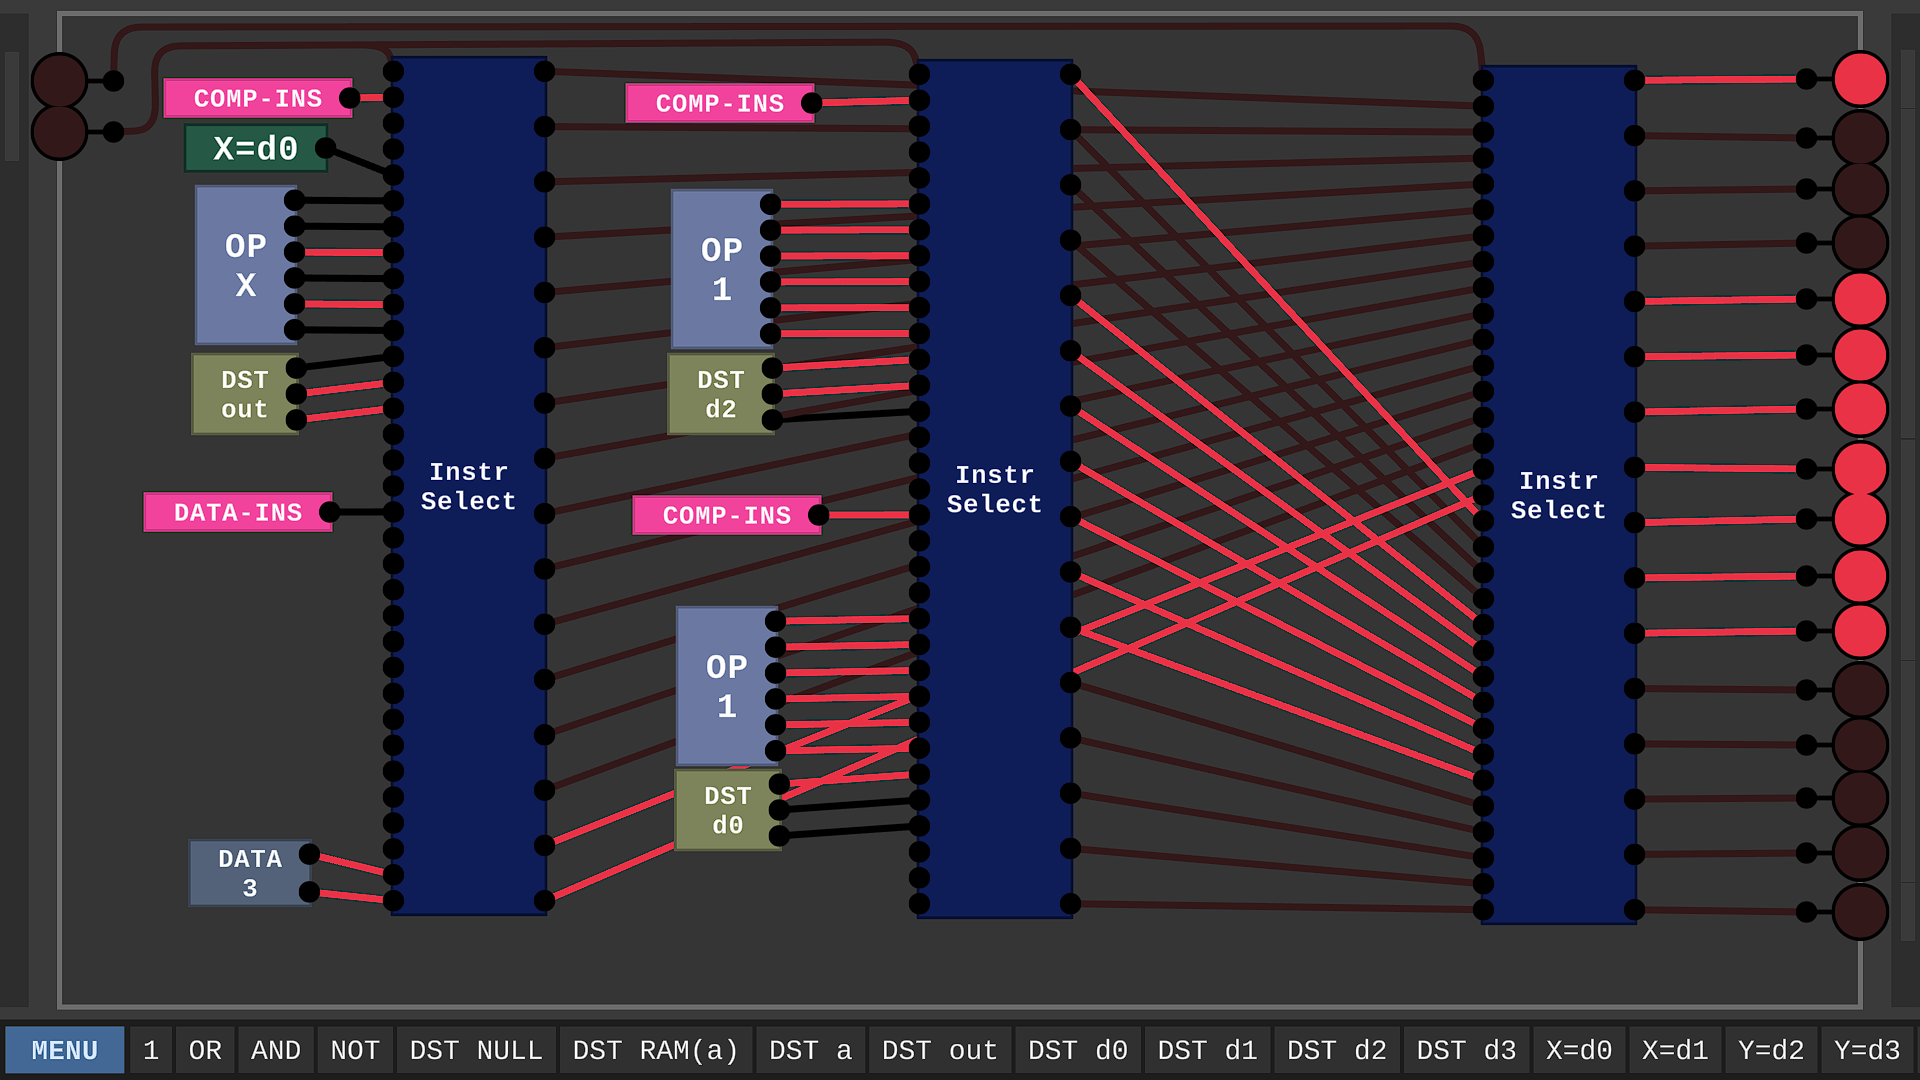 COMP-INS
X=d0
OP
X
DST
out
DATA-INS
DATA
3
Instr
Select
COMP-INS
OP
1
DST
d2
COMP-INS
OP
1
DST
d0
Instr
Select
Instr
Select
MENU 1 OR AND NOT DST NULL DST RAM(a) DST a DST out DST d0 DST d1 DST d2 DST d3 X=d0 X=d1 Y=d2 Y=d3